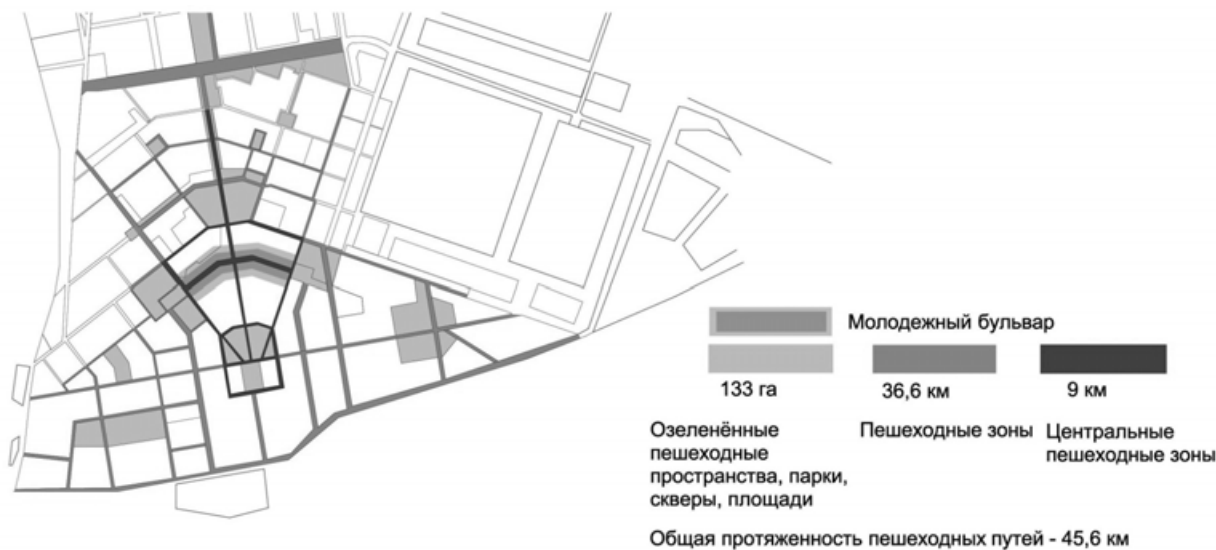 Молодежный бульвар
133 га
36,6 км
9 км
Озеленённые
пешеходные
пространства, парки,
скверы, площади
Пешеходные зоны
Центральные
пешеходные зоны
Общая протяженность пешеходных путей - 45,6 км